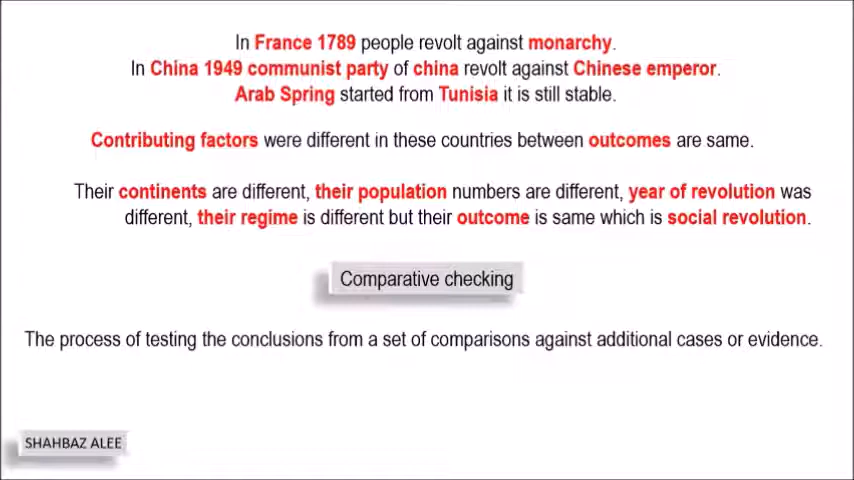 In France 1789 people revolt against monarchy.
In China 1949 communist party of china revolt against Chinese emperor.
Arab Spring started from Tunisia it is still stable.
Contributing factors were different in these countries between outcomes are same.
Their continents are different, their population numbers are different, year of revolution was
different, their regime is different but their outcome is same which is social revolution.
Comparative checking
The process of testing the conclusions from a set of comparisons against additional cases or evidence.
SHAHBAZ ALEE